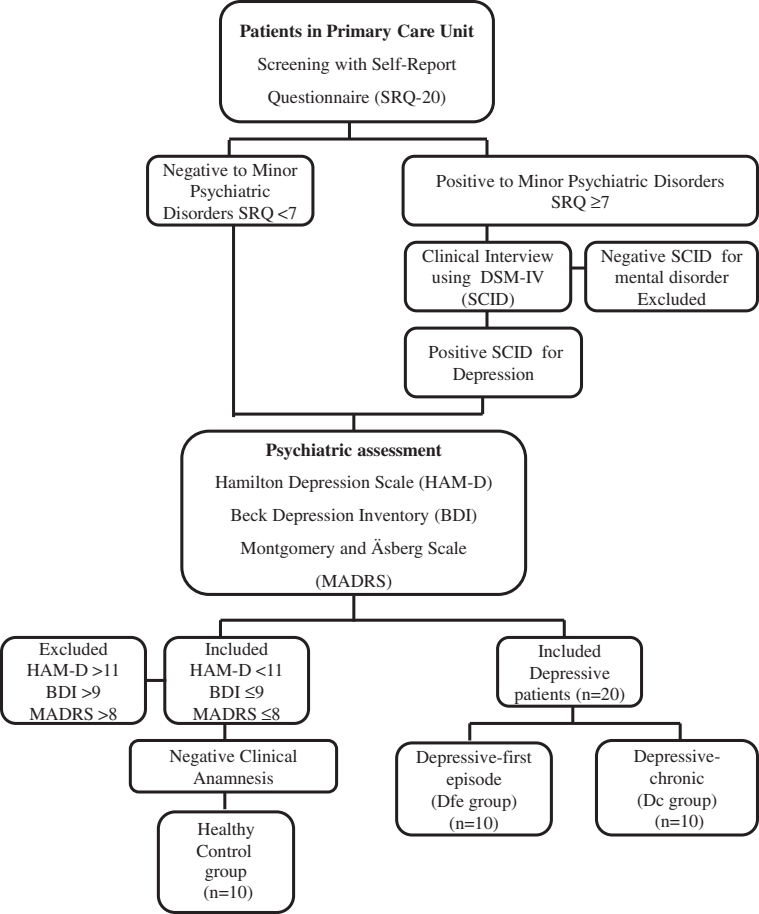 Patients in Primary Care Unit
Screening with Self-Report
Questionnaire (SRQ-20)
Negative to Minor
Psychiatric
Disorders SRQ <7
Positive to Minor Psychiatric Disorders
SRQ ≥7
Clinical Interview
using DSM-IV
(SCID)
Negative SCID for
mental disorder
Excluded
Positive SCID for
Depression
Psychiatric assessment
Hamilton Depression Scale (HAM-D)
Beck Depression Inventory (BDI)
Montgomery and Äsberg Scale
(MADRS)
Excluded
HAM-D >11
BDI >9
MADRS >8
Included
HAM-D <11
BDI ≤9
MADRS ≤8
Included
Depressive
patients (n=20)
Negative Clinical
Anamnesis
Healthy
Control
group
(n=10)
Depressive-first
episode
(Dfe group)
(n=10)
Depressive-
chronic
(Dc group)
(n=10)